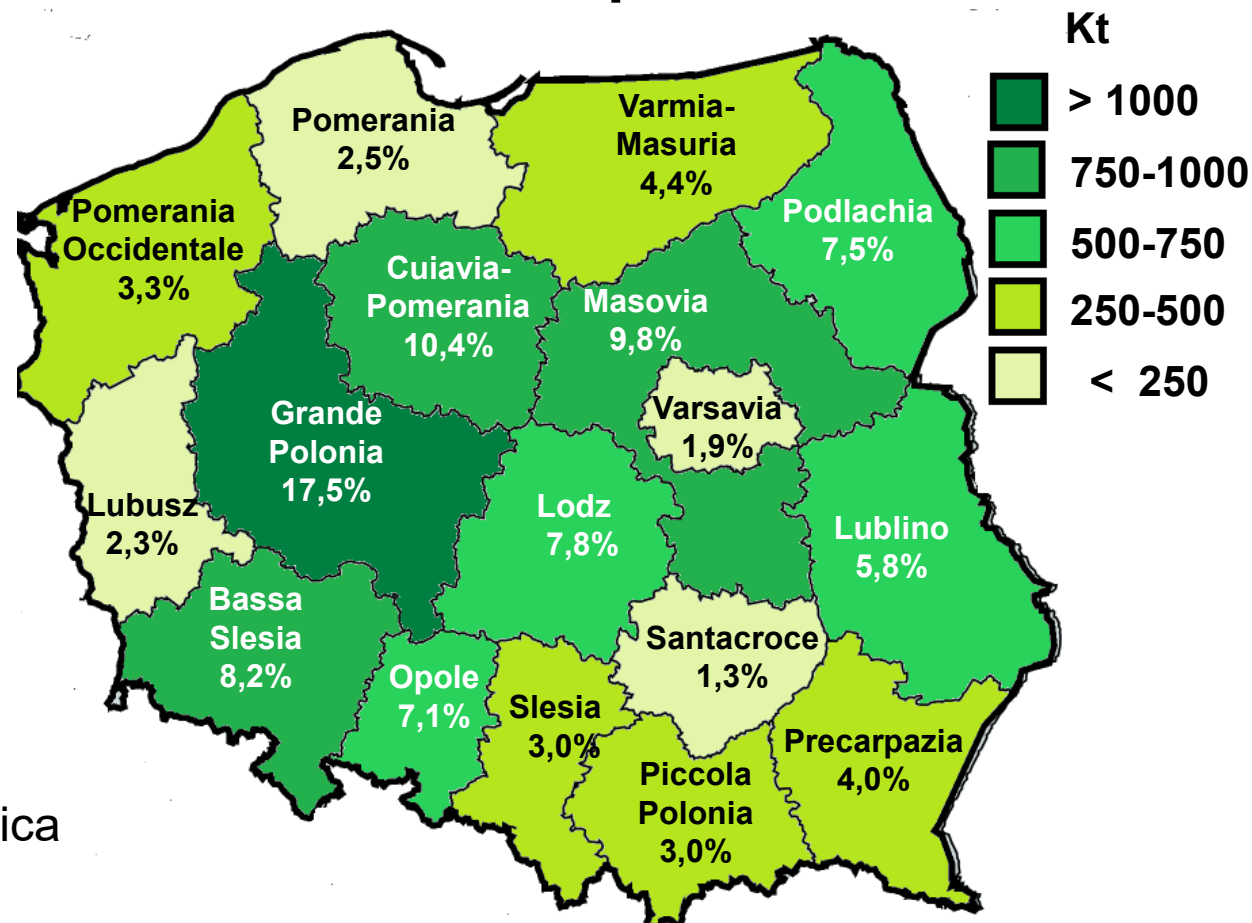 Kt
> 1000
750-1000
500-750
250-500
< 250
Pomerania
2,5%
Varmia-
Masuria
4,4%
Podlachia
7,5%
Pomerania
Occidentale
3,3%
Cuiavia-
Pomerania
10,4%
Masovia
9,8%
Varsavia
1,9%
Grande
Polonia
17,5%
Lubusz
2,3%
Lodz
7,8%
Lublino
5,8%
Bassa
Slesia
8,2%
Opole
7,1%
Santacroce
1,3%
Slesia
3,0%
Piccola
Polonia
3,0%
Precarpazia
4,0%
ica